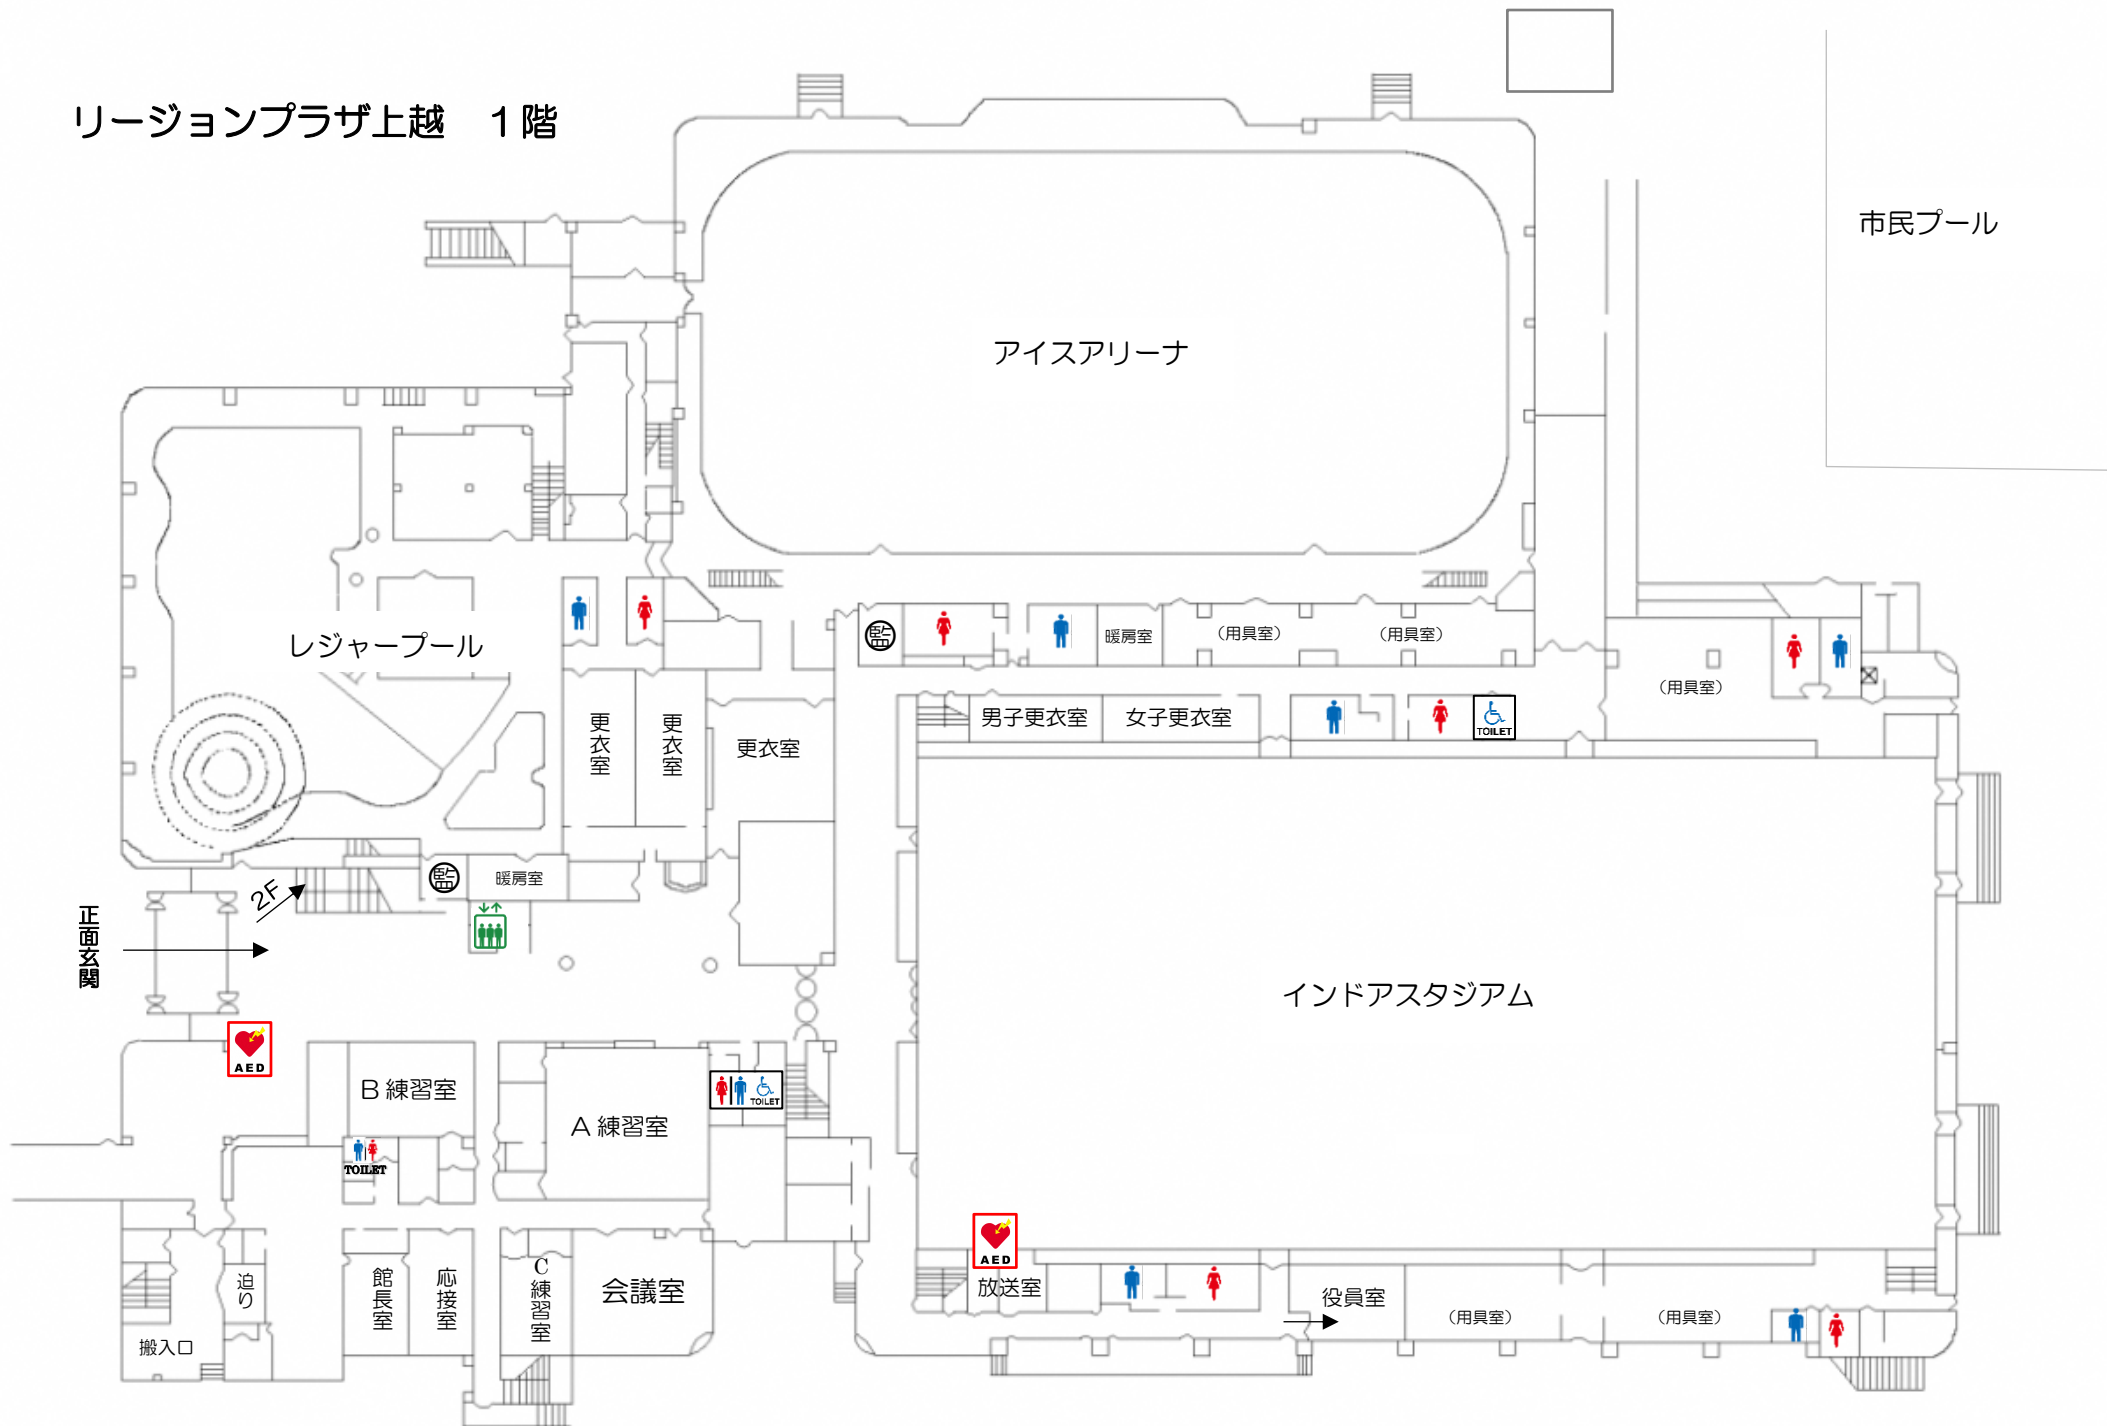 リージョンプラザ上越　１階
市民プール
アイスアリーナ
レジャープール
監
暖房室
（用具室）
（用具室）
（用具室）
男子更衣室
女子更衣室
TOILET
更衣室
更衣室
更衣室
監
暖房室
2F
正面玄関
インドアスタジアム
AED
B練習室
A練習室
TOILET
TOILET
AED
放送室
役員室
（用具室）
（用具室）
迫り
館長室
応接室
C練習室
会議室
搬入口